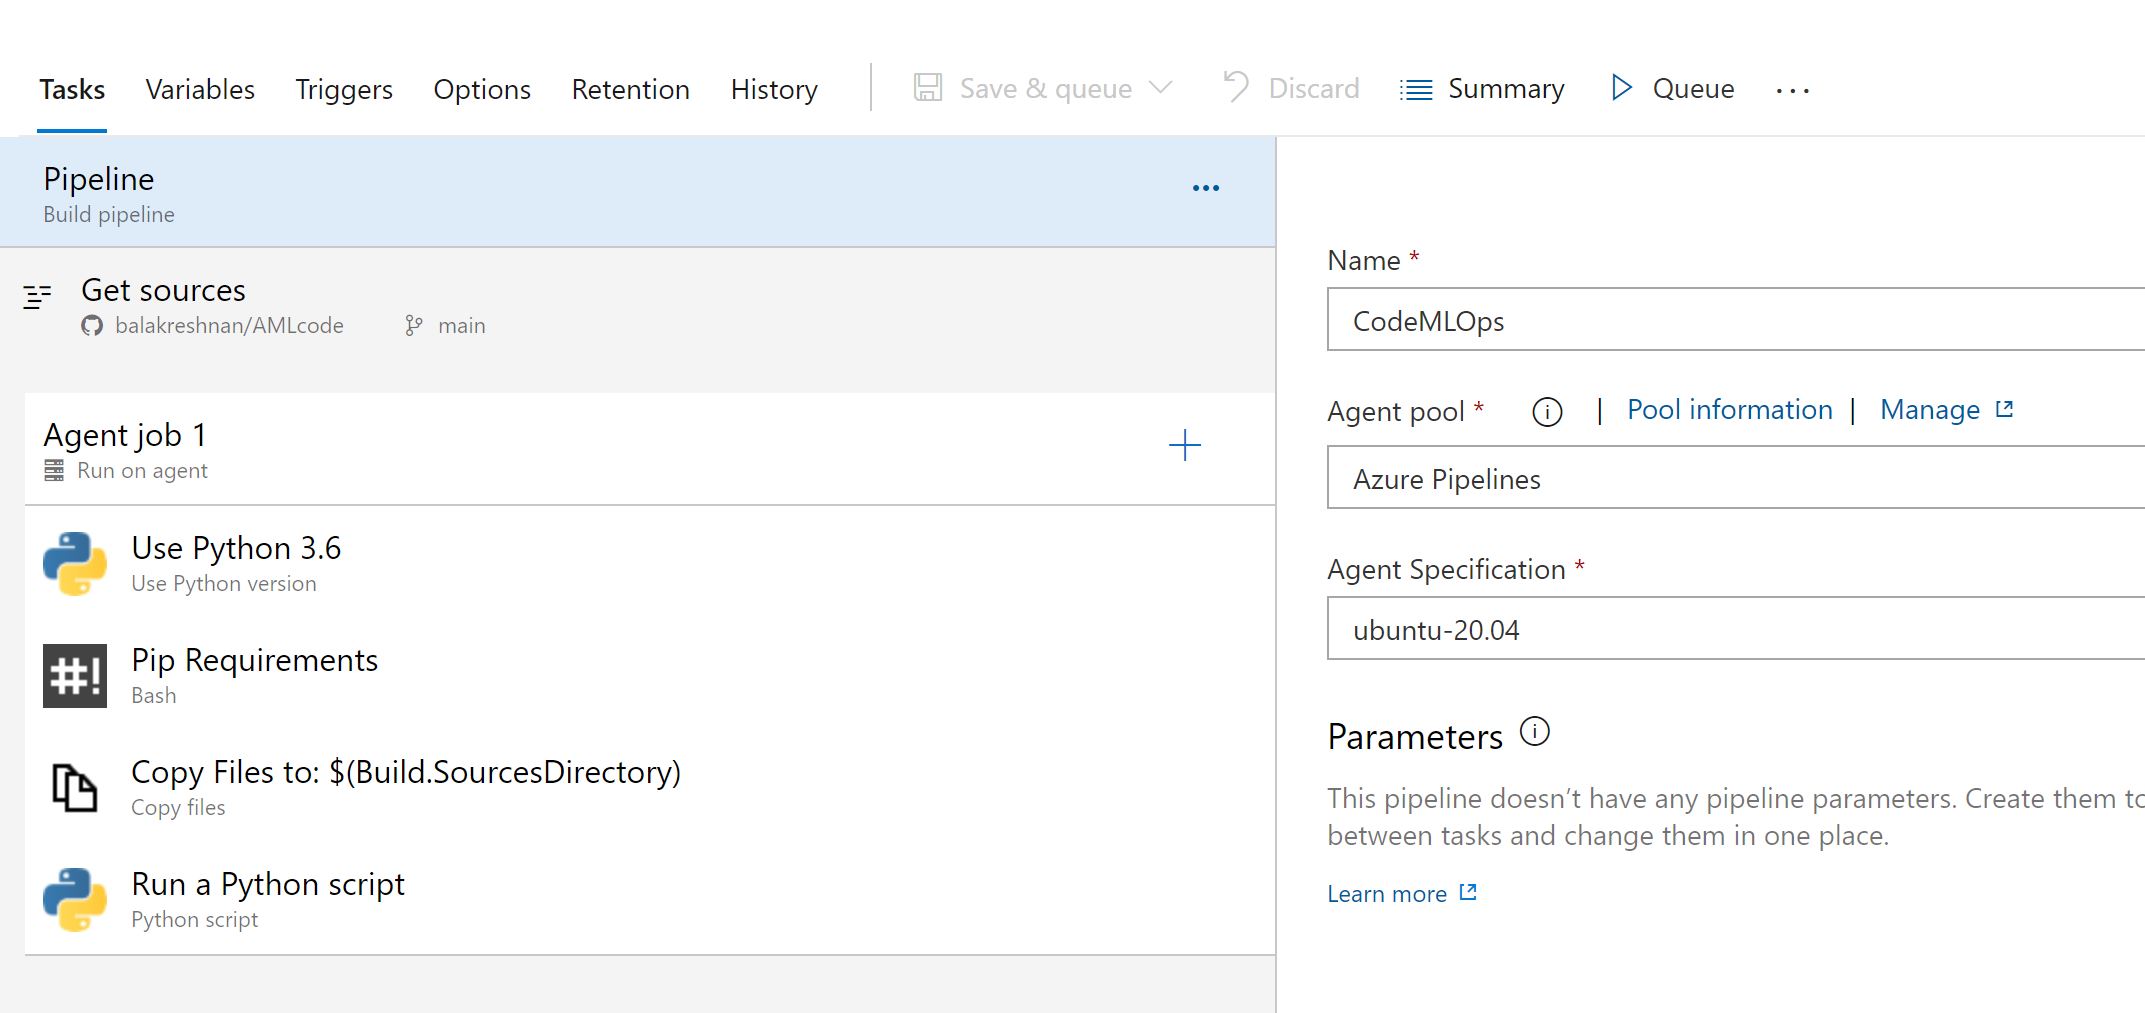 Tasks Variables Triggers Options Retention History Save & queue Discard Summary Queue ...
Pipeline
Build pipeline
Get sources
balakreshnan/AMLcode main
Agent job 1
Run on agent
Use Python 3.6
Use Python version
#!
Pip Requirements
Bash
Copy Files to: $(Build.SourcesDirectory)
Copy files
Run a Python script
Python script
Name *
CodeMLOps
Agent pool * | Pool information | Manage
Azure Pipelines
Agent Specification *
ubuntu-20.04
Parameters
This pipeline doesn’t have any pipeline parameters. Create them
between tasks and change them in one place.
Learn more